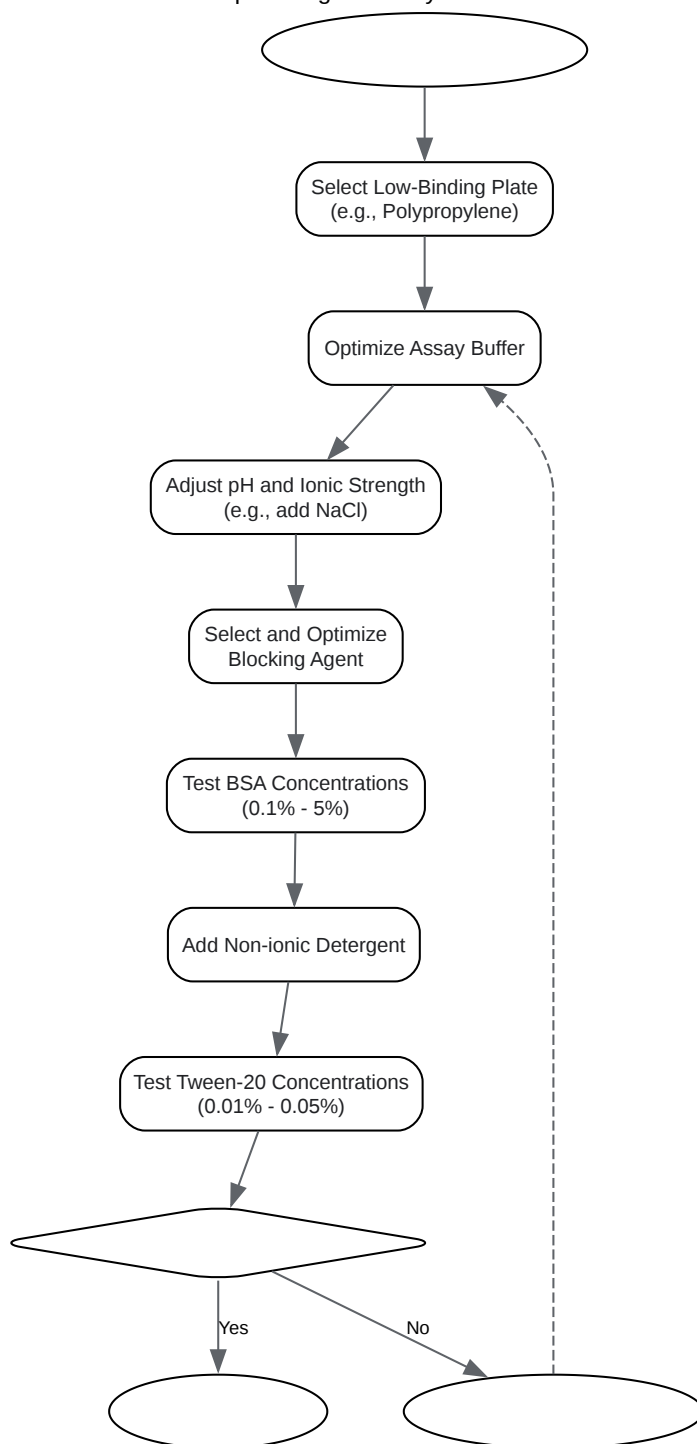 Select Low-Binding Plate
(e.g., Polypropylene)
Optimize Assay Buffer
Adjust pH and Ionic Strength
(e.g., add NaCl)
Select and Optimize
Blocking Agent
Test BSA Concentrations
(0.1% - 5%)
Add Non-ionic Detergent
Test Tween-20 Concentrations
(0.01% - 0.05%)
Yes
No